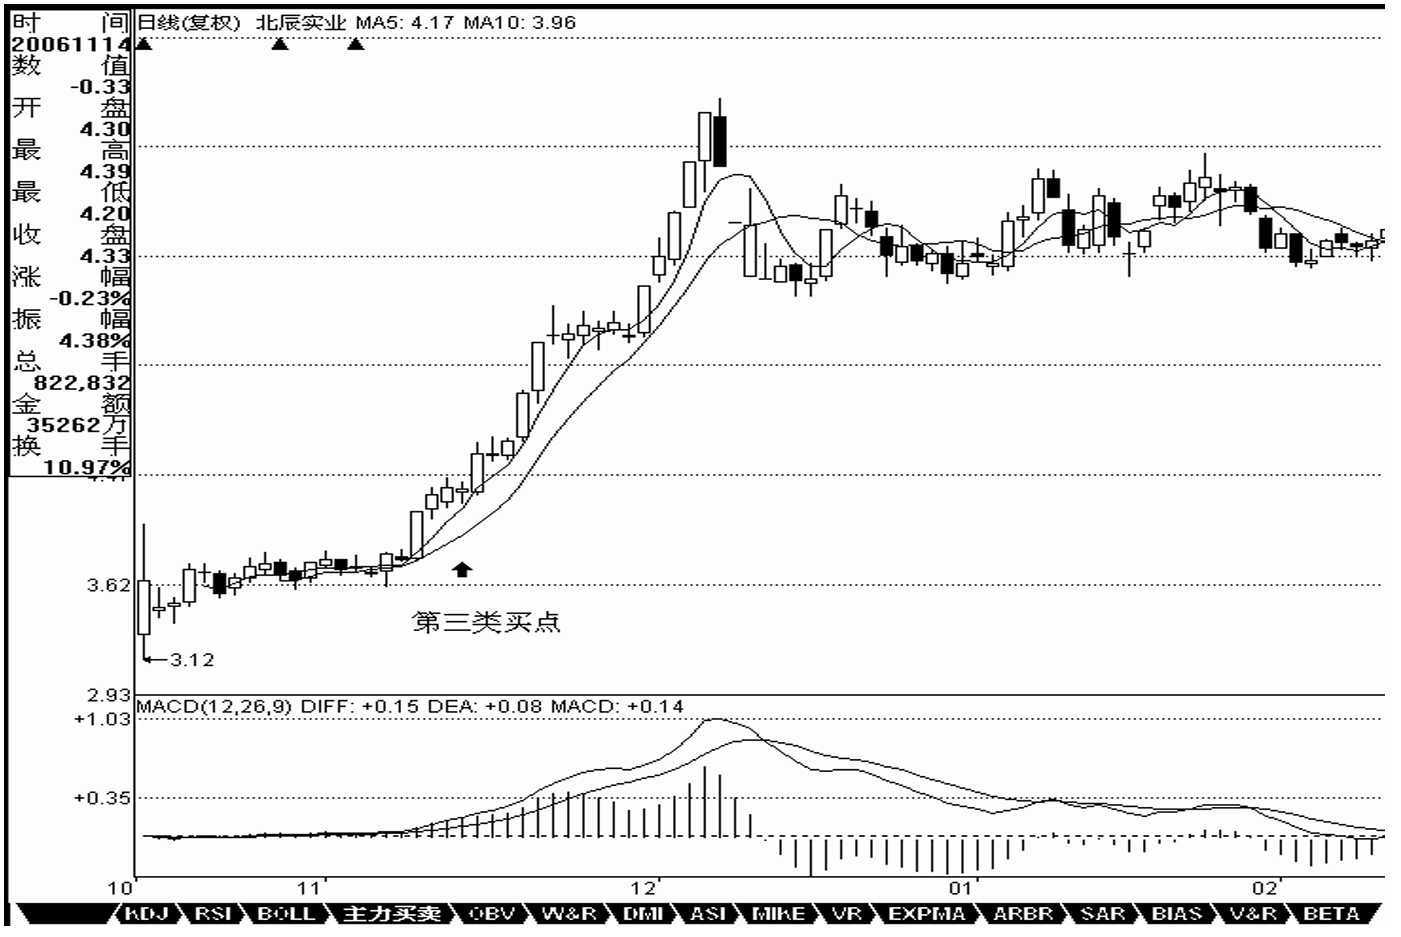 日线(复权) 北辰实业 MA5: 4.17 MA10: 3.96
时 间
20061114
数 值
-0.33
开 盘
4.30
最 高
4.39
最 低
4.20
收 盘
4.33
涨 幅
-0.23%
振 幅
4.38%
总 手
822,832
金 额
35262万
换 手
10.97%
3.62
第三类买点
3.12
2.93
MACD(12,26,9) DIFF: +0.15 DEA: +0.08 MACD: +0.14
+1.03
+0.35
10 11 12 01 02
KDJ RSI BOLL 主力买卖 OBV W&R DMI ASI MIKE VR EXPMA ARBR SAR BIAS V&R BETA